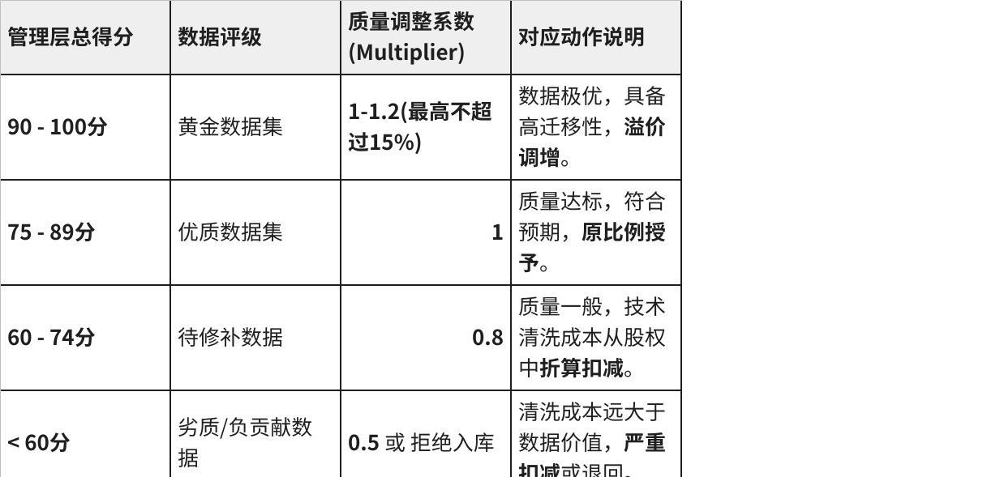 管理层总得分
数据评级
质量调整系数
(Multiplier)
对应动作说明
90 - 100分
黄金数据集
1-1.2(最高不超
过15%)
数据极优，具备
高迁移性，溢价
调增。
75 - 89分
优质数据集
1
质量达标，符合
预期，原比例授
予。
60 - 74分
待修补数据
0.8
质量一般，技术
清洗成本从股权
中折算扣减。
< 60分
劣质/负贡献数
据
0.5 或 拒绝入库
清洗成本远大于
数据价值，严重
扣减或退回。